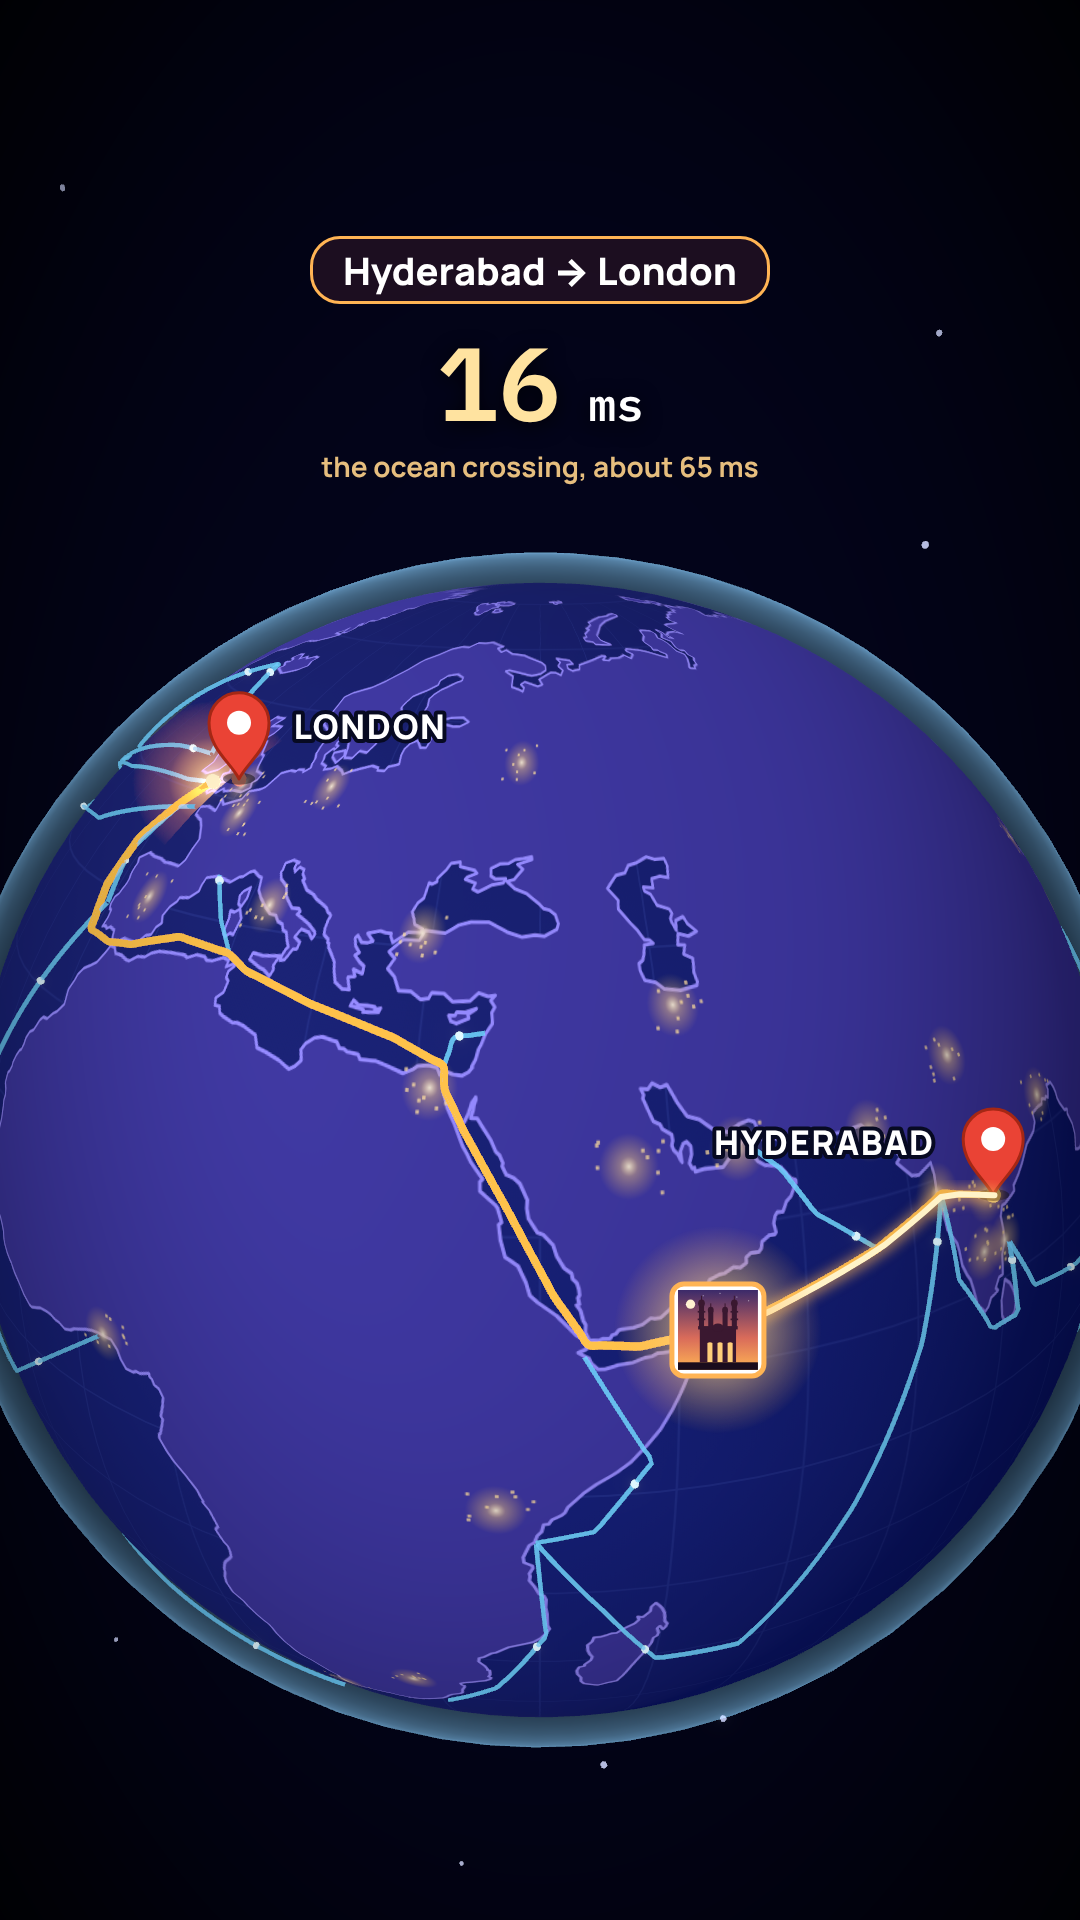 Hyderabad → London
16 ms
the ocean crossing, about 65 ms
LONDON
HYDERABAD